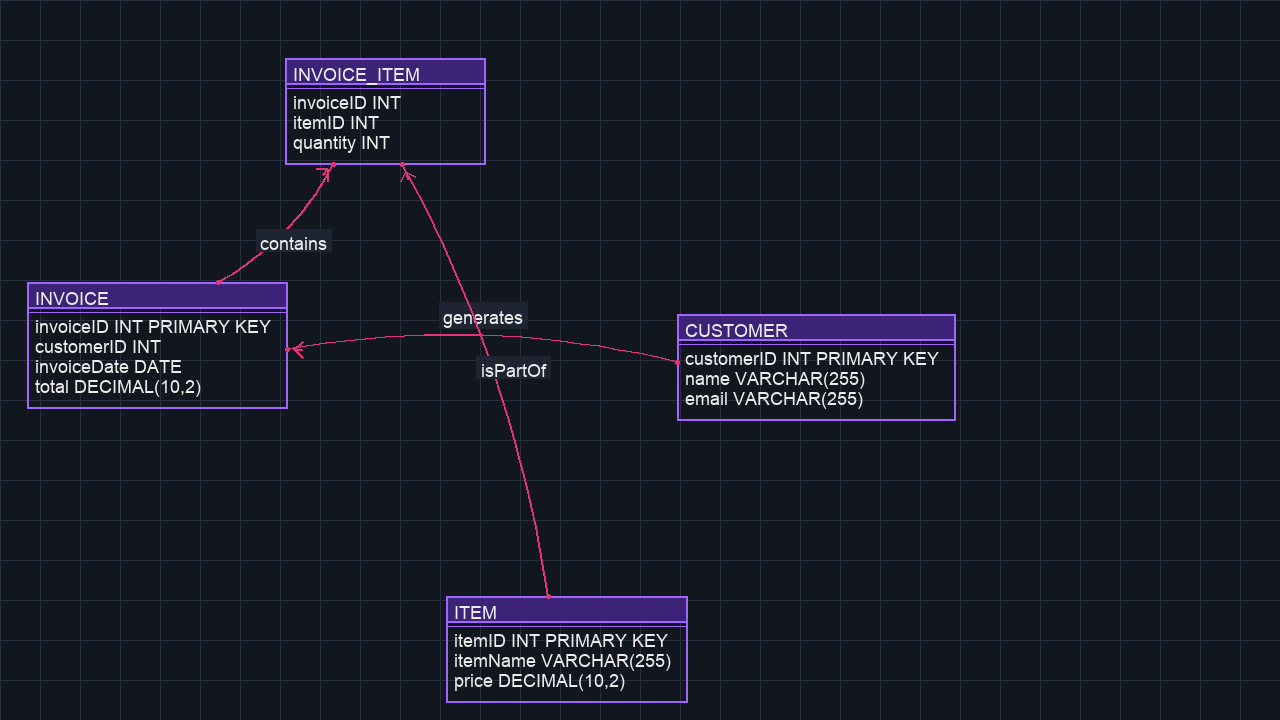 INVOICE_ITEM
invoiceID INT
itemID INT
quantity INT
contains
INVOICE
invoiceID INT PRIMARY KEY
customerID INT
invoiceDate DATE
total DECIMAL(10,2)
generates
isPartOf
CUSTOMER
customerID INT PRIMARY KEY
name VARCHAR(255)
email VARCHAR(255)
ITEM
itemID INT PRIMARY KEY
itemName VARCHAR(255)
price DECIMAL(10,2)